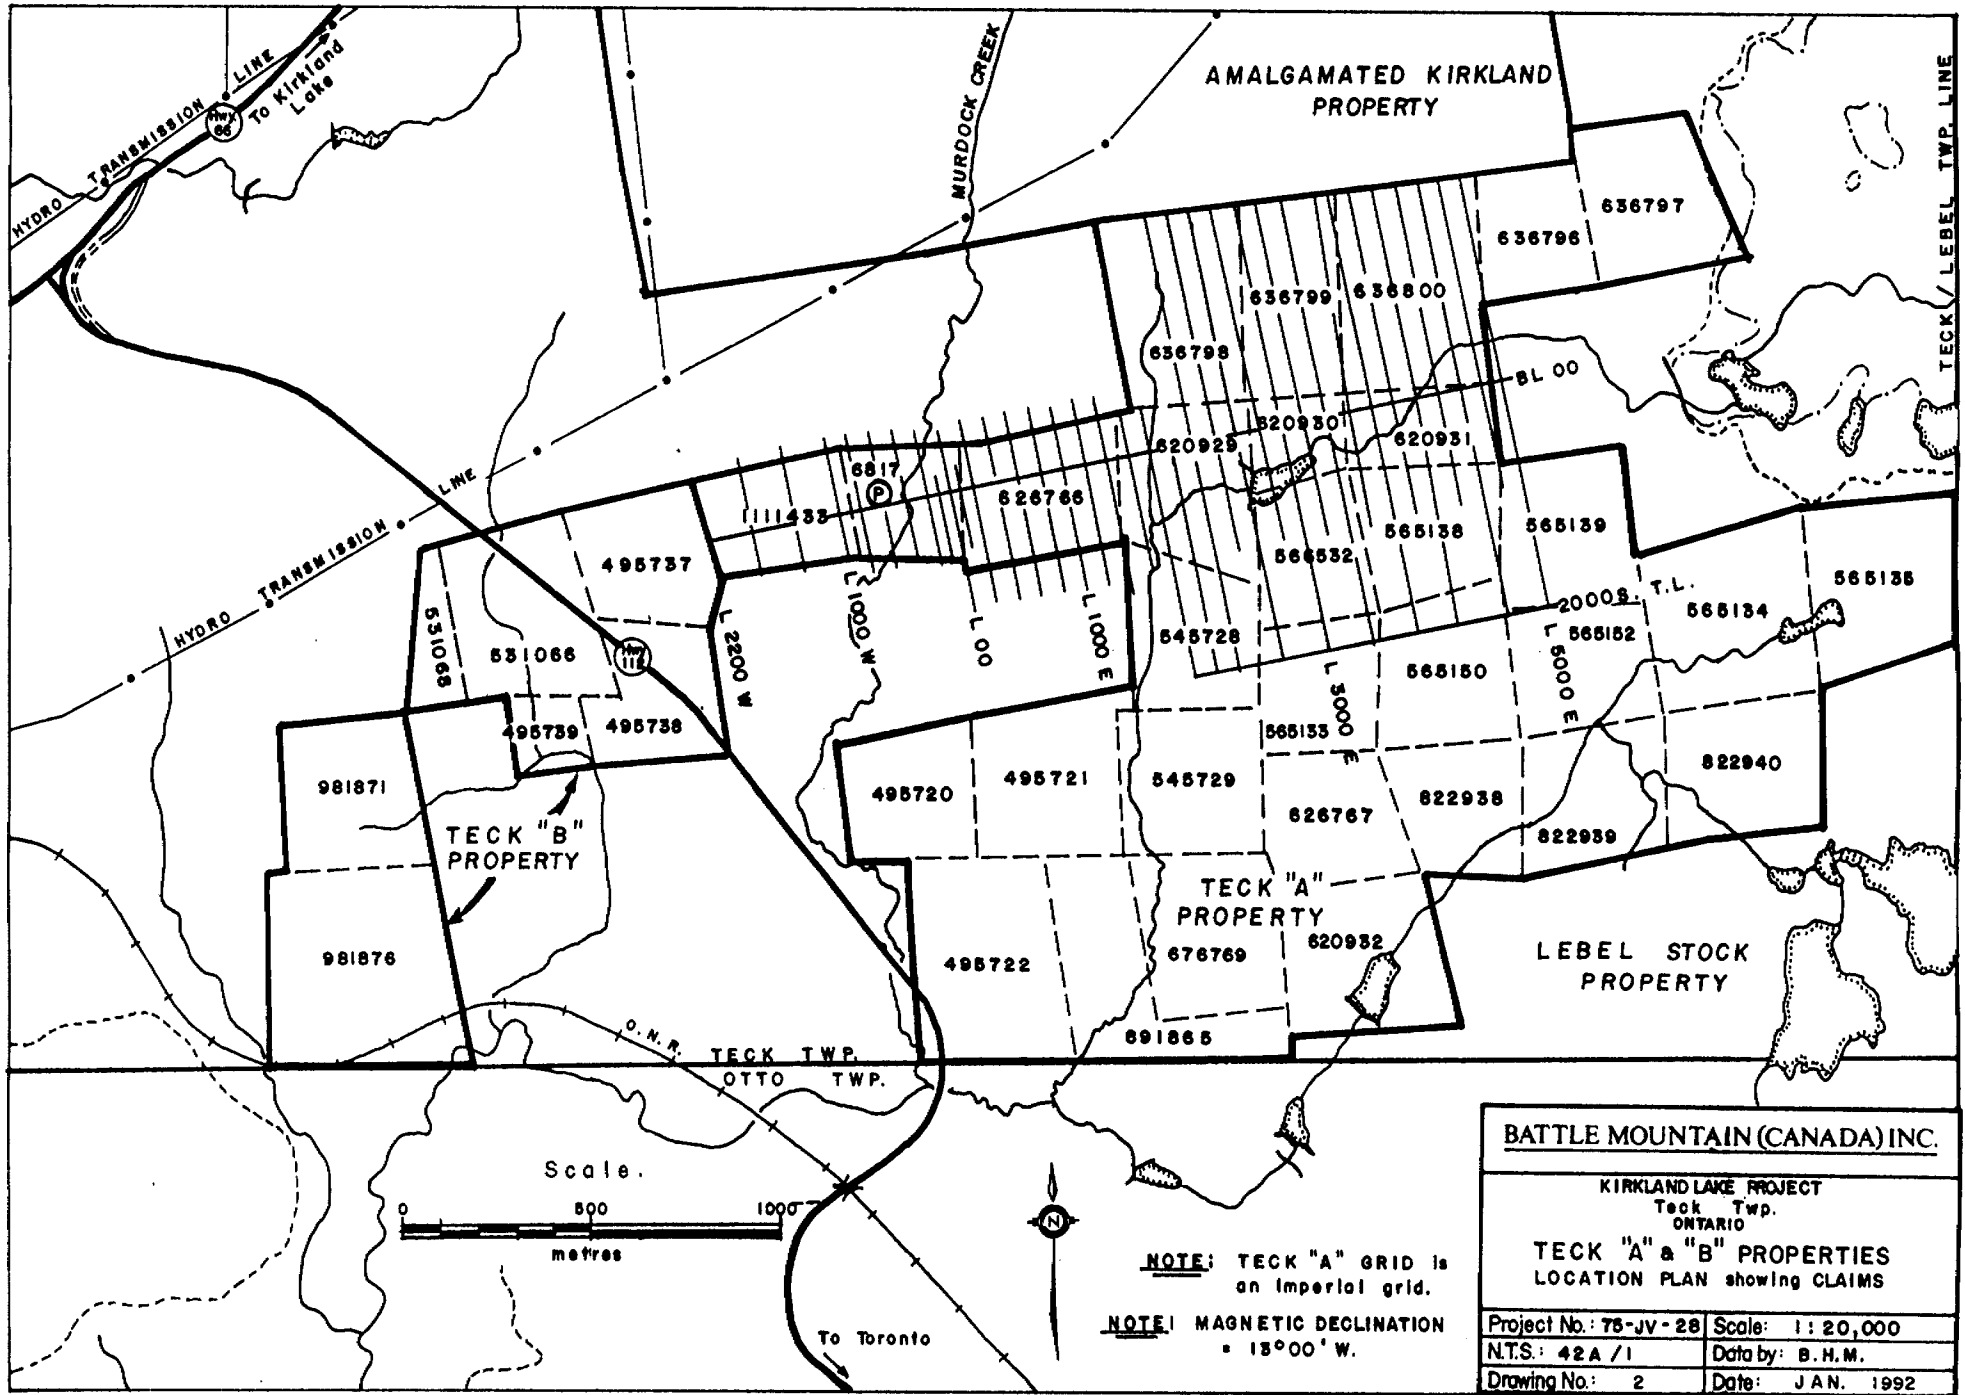 HYDRO TRANSMISSION LINE
Hwy. 66
To Kirkland
Lake
MURDOCK CREEK
AMALGAMATED KIRKLAND
PROPERTY
TECK / LEBEL TWP. LINE
636797
636796
636799
636800
636798
BL 00
620930
620929
620931
6817
P
626766
1111433
HYDRO TRANSMISSION LINE
495737
565139
565138
566532
565135
2000S. T.L.
565134
531068
531066
Hwy
112
L 2200 W
L 1000 W
L 00
L 1000 E
545728
L 3000 E
565150
L 5000 E
565152
495739
495738
565133
981871
495720
495721
545729
626767
822938
822940
822939
TECK "B"
PROPERTY
TECK "A"
PROPERTY
981876
495722
676769
620932
LEBEL STOCK
PROPERTY
891865
O.N.R.
TECK TWP.
OTTO TWP.
Scale.
0 500 1000
metres
N
To Toronto
NOTE: TECK "A" GRID is
an Imperial grid.
NOTE: MAGNETIC DECLINATION
= 13°00' W.
BATTLE MOUNTAIN (CANADA) INC.
KIRKLAND LAKE PROJECT
Teck Twp.
ONTARIO
TECK "A" & "B" PROPERTIES
LOCATION PLAN showing CLAIMS
Project No.: 75-JV-28 Scale: 1:20,000
N.T.S.: 42A/1 Data by: B.H.M.
Drawing No.: 2 Date: JAN. 1992